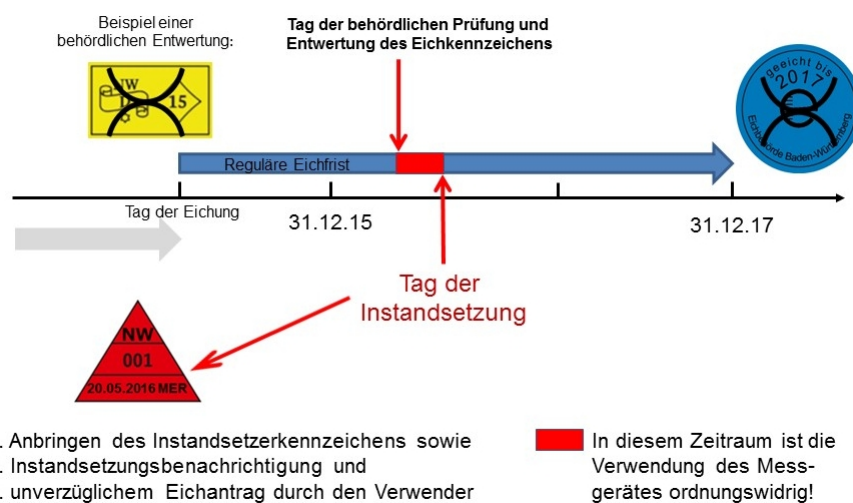 Beispiel einer
behördlichen Entwertung:
Tag der behördlichen Prüfung und
Entwertung des Eichkennzeichens
NW
D
15
geeicht bis
2017
Eichbehörde Baden-Württemberg
Reguläre Eichfrist
Tag der Eichung
31.12.15
31.12.17
Tag der
Instandsetzung
NW
001
20.05.2016 MER
. Anbringen des Instandsetzerkennzeichens sowie
. Instandsetzungsbenachrichtigung und
. unverzüglichem Eichantrag durch den Verwender
In diesem Zeitraum ist die
Verwendung des Mess-
gerätes ordnungswidrig!